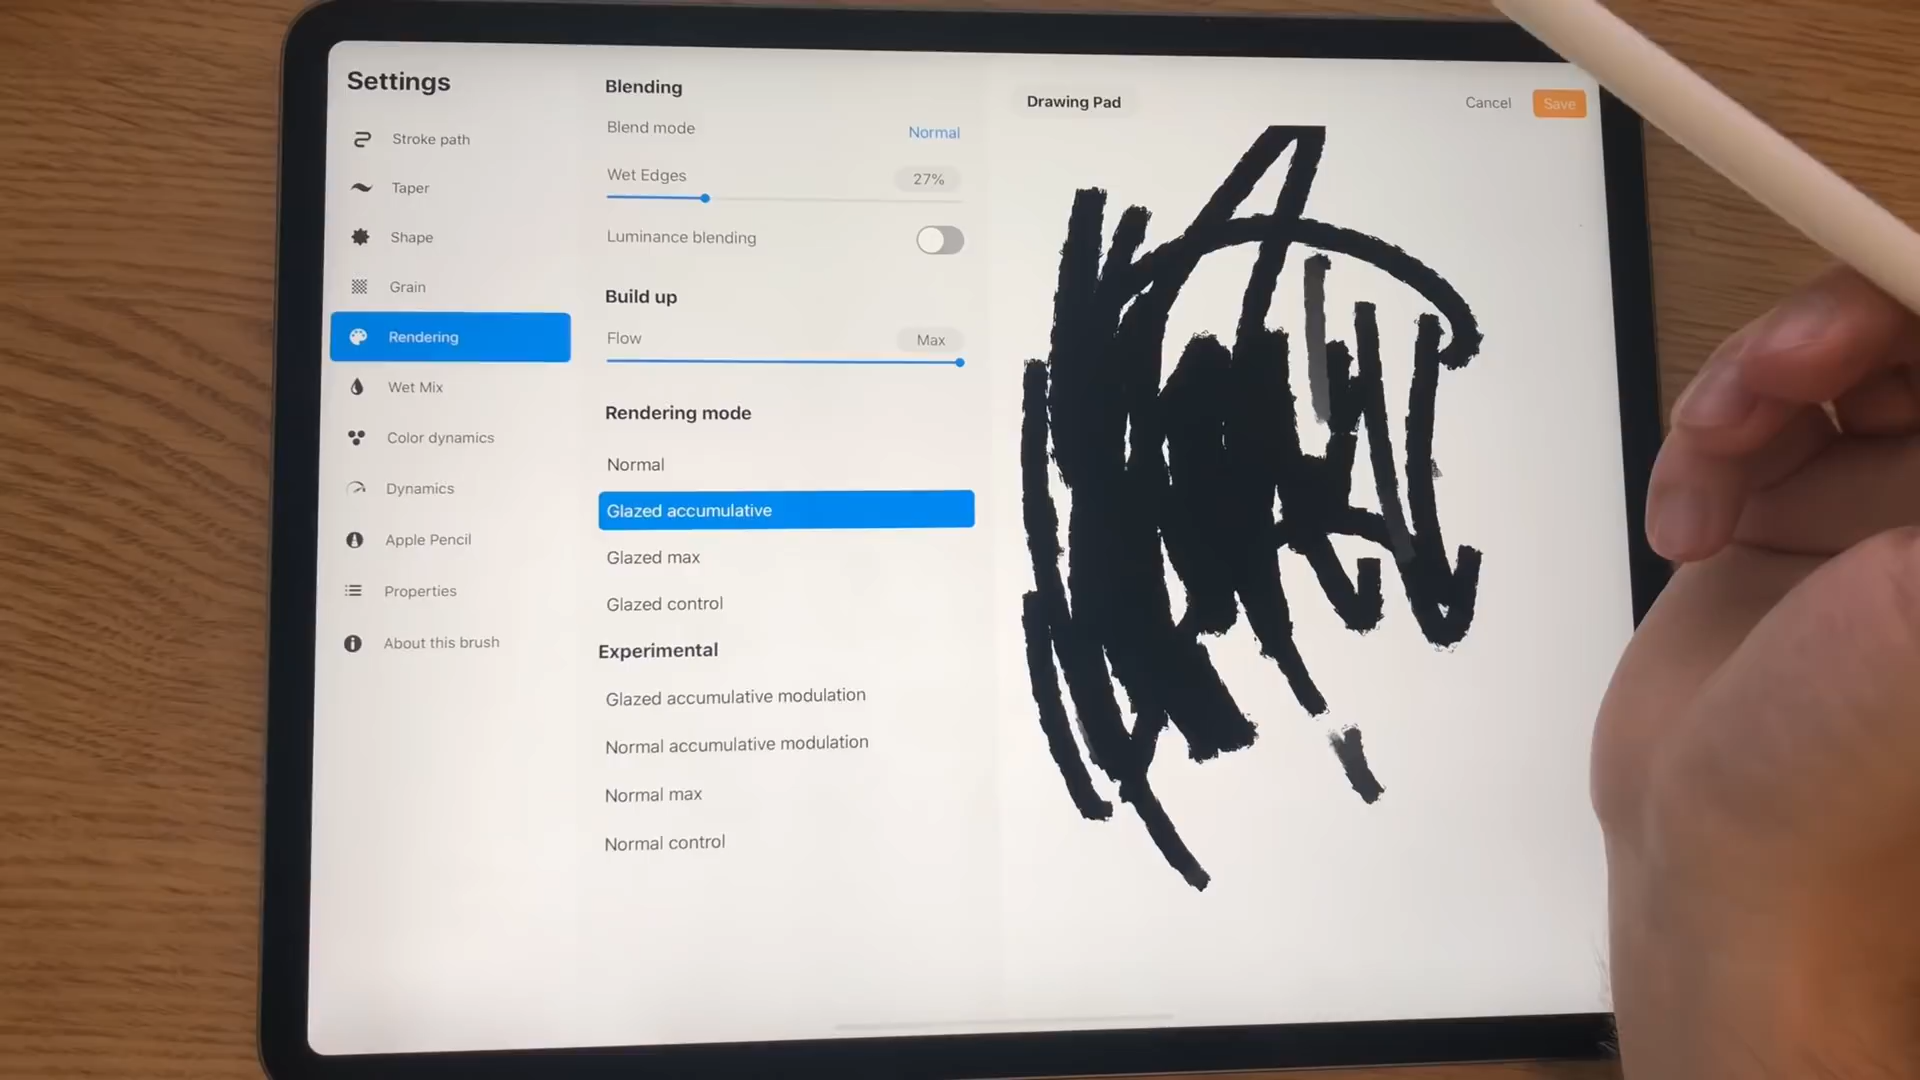 Settings
Stroke path
Taper
Shape
Grain
Rendering
Wet Mix
Color dynamics
Dynamics
Apple Pencil
Properties
About this brush
Blending
Blend mode Normal
Wet Edges 27%
Luminance blending
Build up
Flow Max
Rendering mode
Normal
Glazed accumulative
Glazed max
Glazed control
Experimental
Glazed accumulative modulation
Normal accumulative modulation
Normal max
Normal control
Drawing Pad
Cancel
Save